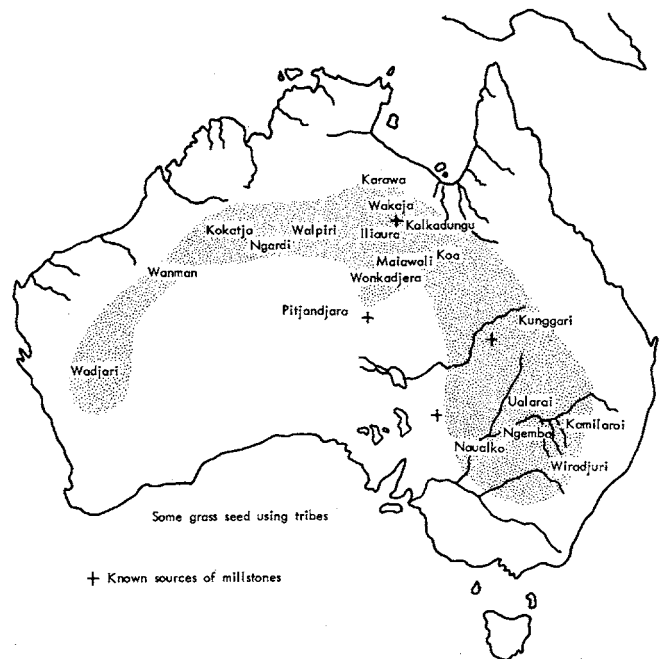 Karawa
Wakaja
Kokatja
Walpiri
Iliaura
Kalkadungu
Ngardi
Maiawali
Koa
Wanman
Wonkadjera
Pitjandjara
Kunggari
Wadjari
Ualarai
Ngemba
Kamilaroi
Naualko
Wiradjuri
Some grass seed using tribes
+ Known sources of millstones